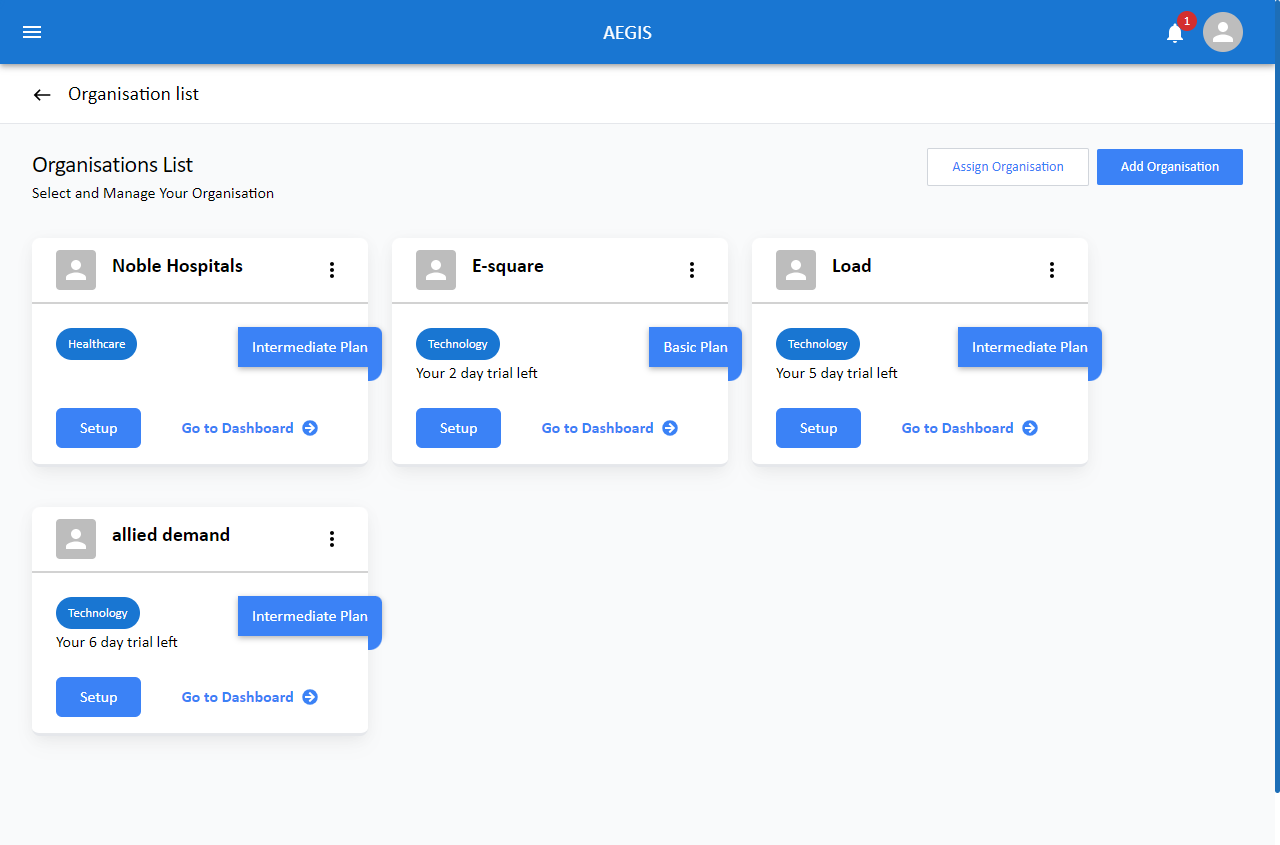 AEGIS
1
Organisation list
Organisations List
Select and Manage Your Organisation
Assign Organisation
Add Organisation
Noble Hospitals
Healthcare
Intermediate Plan
Setup
Go to Dashboard
E-square
Technology
Basic Plan
Your 2 day trial left
Setup
Go to Dashboard
Load
Technology
Intermediate Plan
Your 5 day trial left
Setup
Go to Dashboard
allied demand
Technology
Intermediate Plan
Your 6 day trial left
Setup
Go to Dashboard